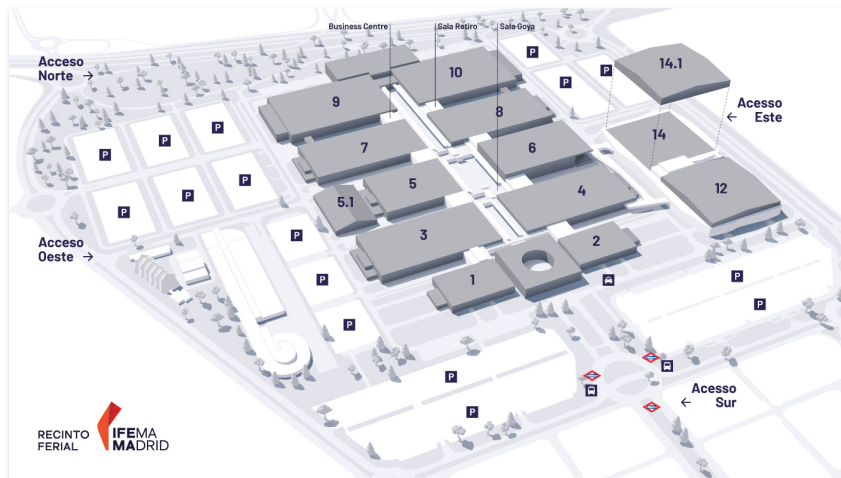 Business Centre
Sala Retiro
Sala Goya
Acceso
Norte
P
P
P
14.1
10
9
Acesso
Este
P
P
P
8
14
7
6
P
P
P
5
4
12
5.1
P
Acceso
Oeste
3
2
P
1
P
P
P
P
P
Acesso
Sur
RECINTO
FERIAL
IFEMA
MADRID